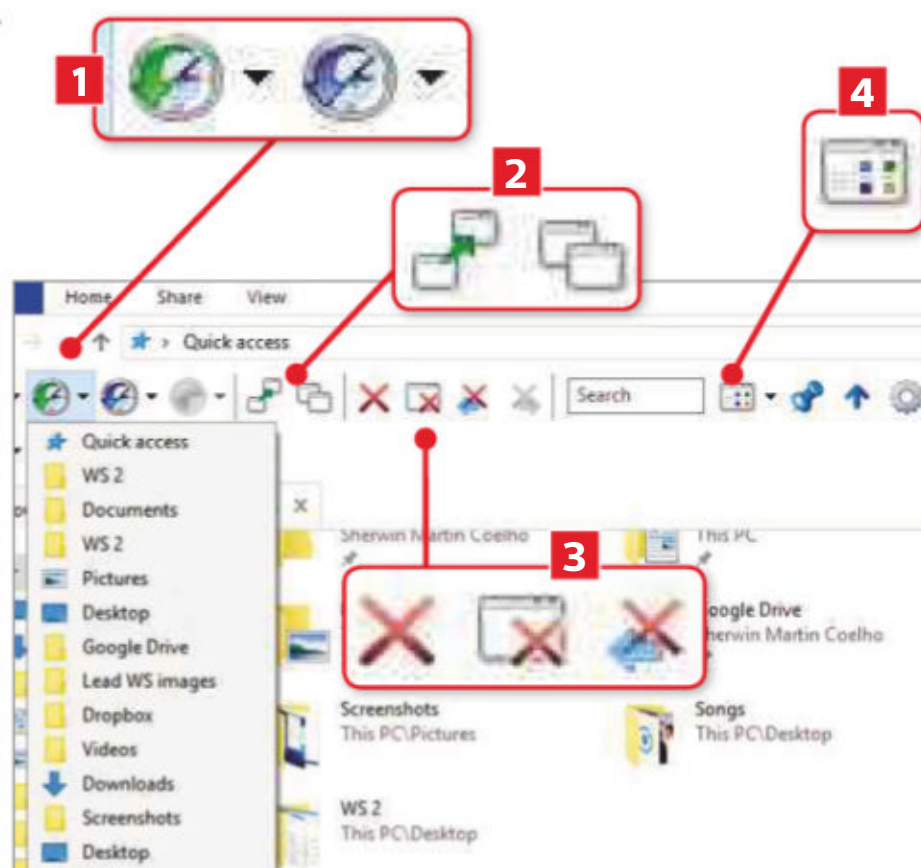 1
4
2
Home Share View
Quick access
Search
Quick access
WS 2
Documents
WS 2
Pictures
Desktop
Google Drive
Lead WS images
Dropbox
Videos
Downloads
Screenshots
Desktop
Sherwin Martin Coelho
This PC
3
oogle Drive
herwin Martin Coelho
Screenshots
This PC\Pictures
Songs
This PC\Desktop
WS 2
This PC\Desktop